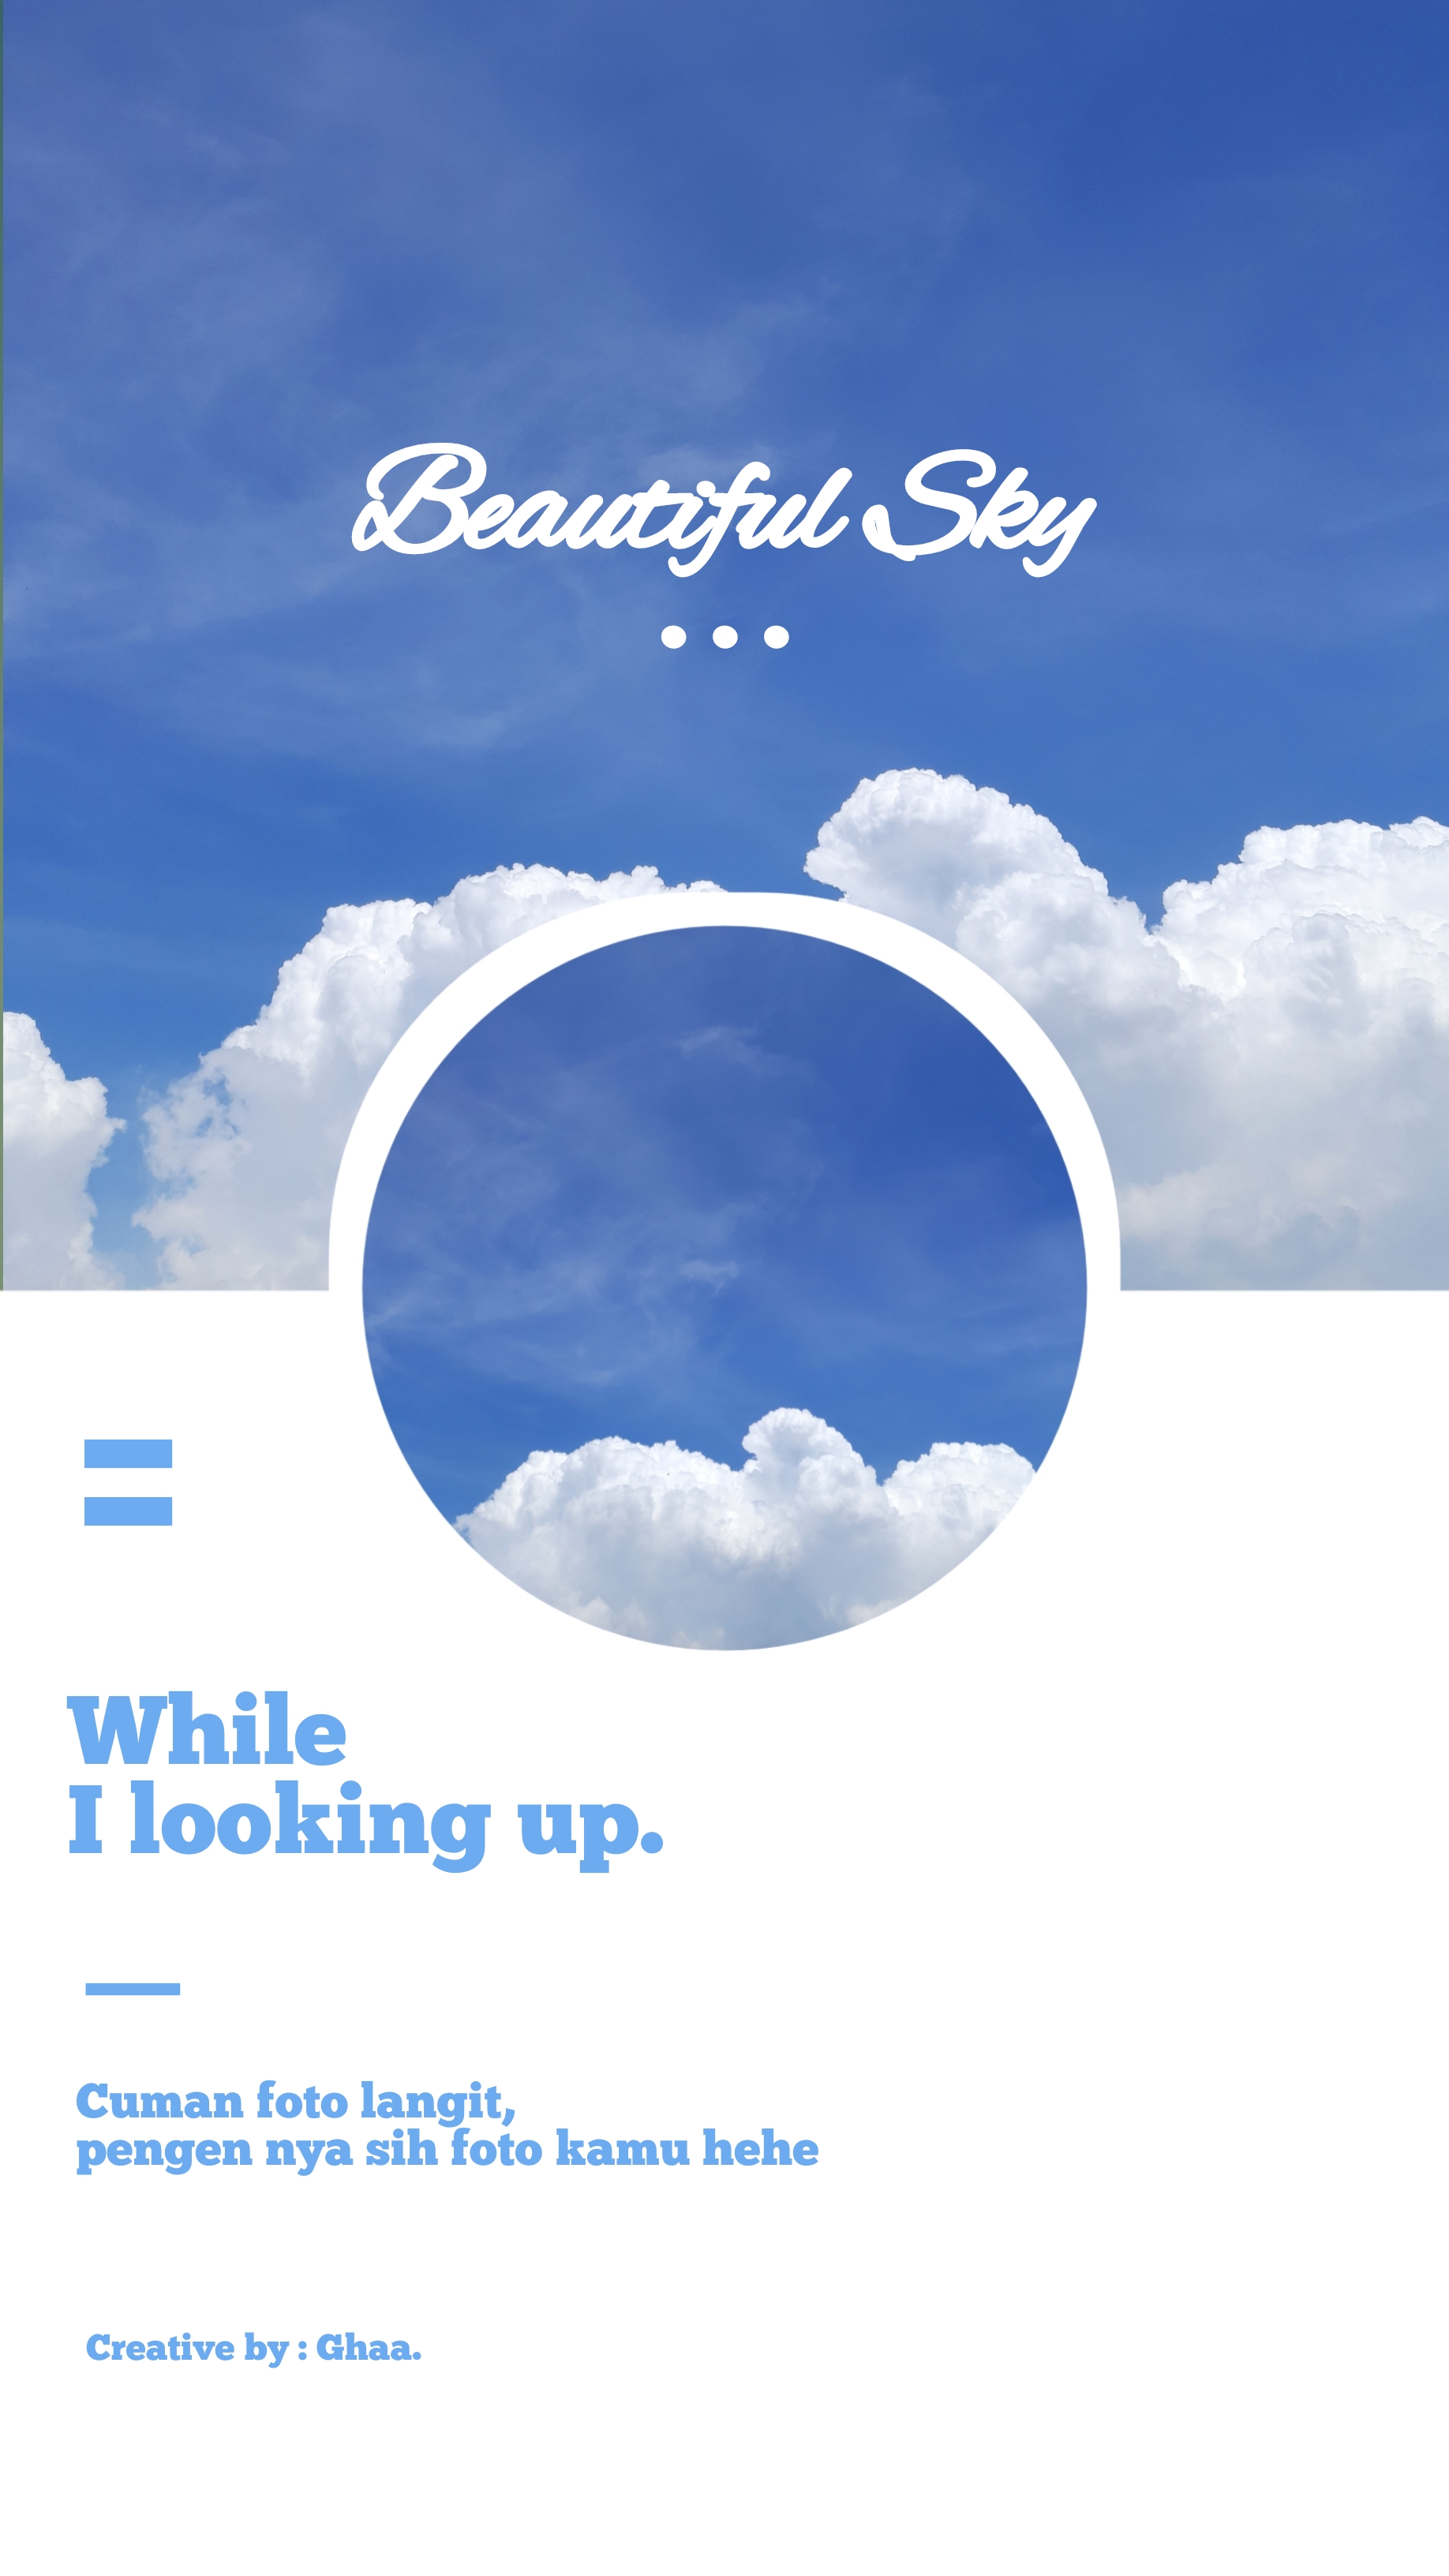 Beautiful Sky
While
I looking up.
Cuman foto langit,
pengen nya sih foto kamu hehe
Creative by : Ghaa.